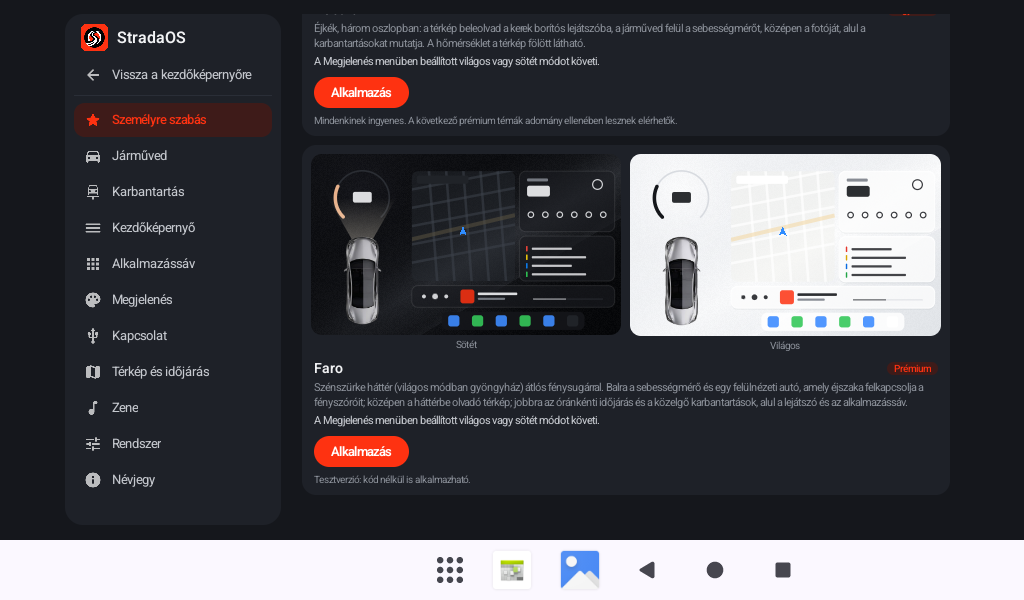 StradaOS
Vissza a kezdőképernyőre
Személyre szabás
Járműved
Karbantartás
Kezdőképernyő
Alkalmazássáv
Megjelenés
Kapcsolat
Térkép és időjárás
Zene
Rendszer
Névjegy
Éjkék, három oszlopban: a térkép beleolvad a kerek borítós lejátszóba, a járműved felül a sebességmérőt, középen a fotóját, alul a
karbantartásokat mutatja. A hőmérséklet a térkép fölött látható.
A Megjelenés menüben beállított világos vagy sötét módot követi.
Alkalmazás
Mindenkinek ingyenes. A következő prémium témák adomány ellenében lesznek elérhetők.
Sötét
Világos
Faro
Prémium
Szénszürke háttér (világos módban gyöngyház) átlós fénysugárral. Balra a sebességmérő és egy felülnézeti autó, amely éjszaka felkapcsolja a
fényszóróit; középen a háttérbe olvadó térkép; jobbra az óránkénti időjárás és a közelgő karbantartások, alul a lejátszó és az alkalmazássáv.
A Megjelenés menüben beállított világos vagy sötét módot követi.
Alkalmazás
Tesztverzió: kód nélkül is alkalmazható.